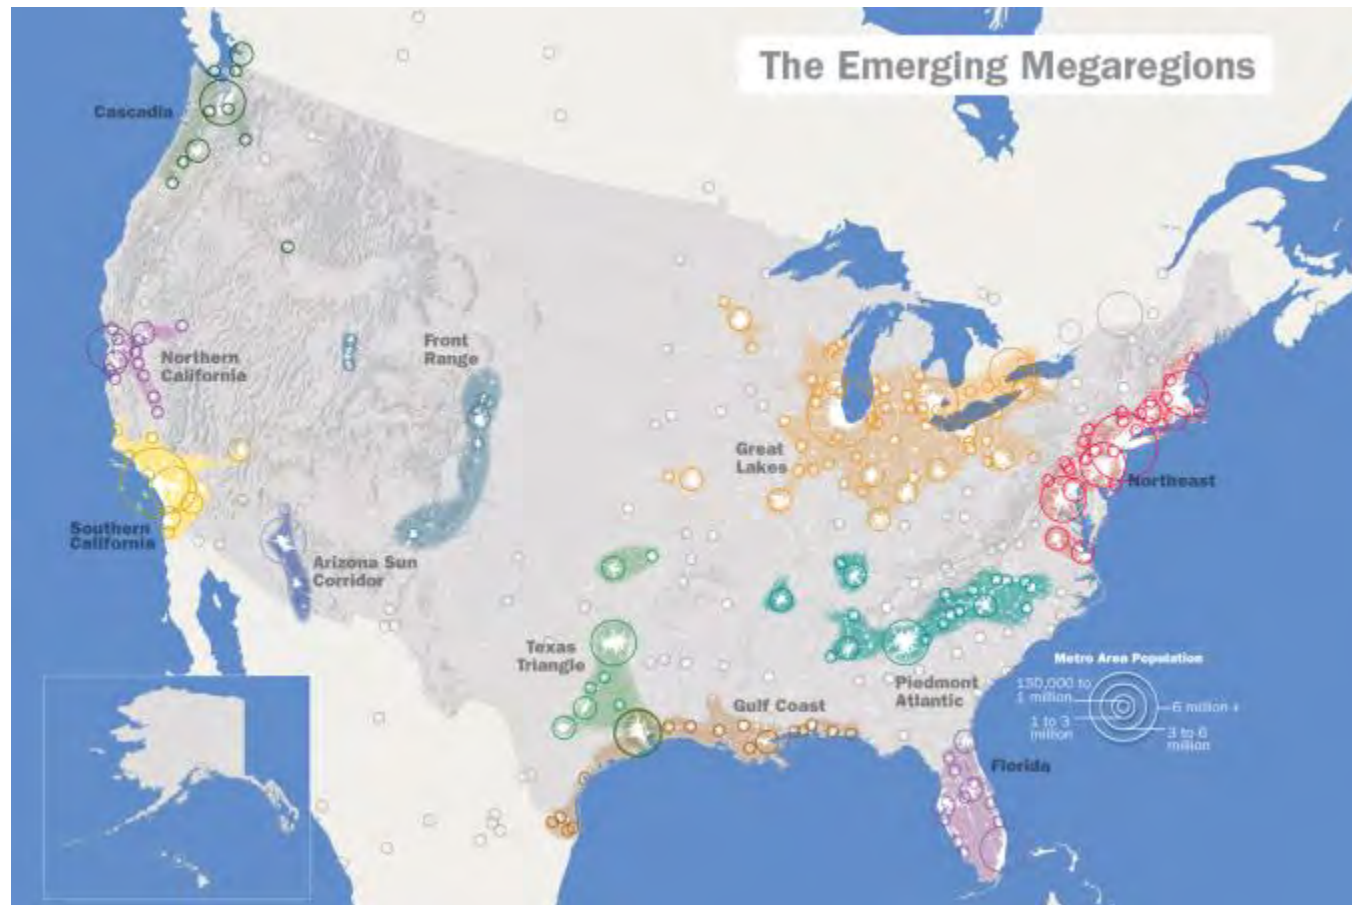 The Emerging Megaregions
Cascadia
Front
Range
Northern
California
Great
Lakes
Northeast
Southern
California
Arizona Sun
Corridor
Texas
Triangle
Piedmont
Atlantic
Gulf Coast
Florida
Metro Area Population
150,000 to
1 million
1 to 3
million
6 million +
3 to 6
million